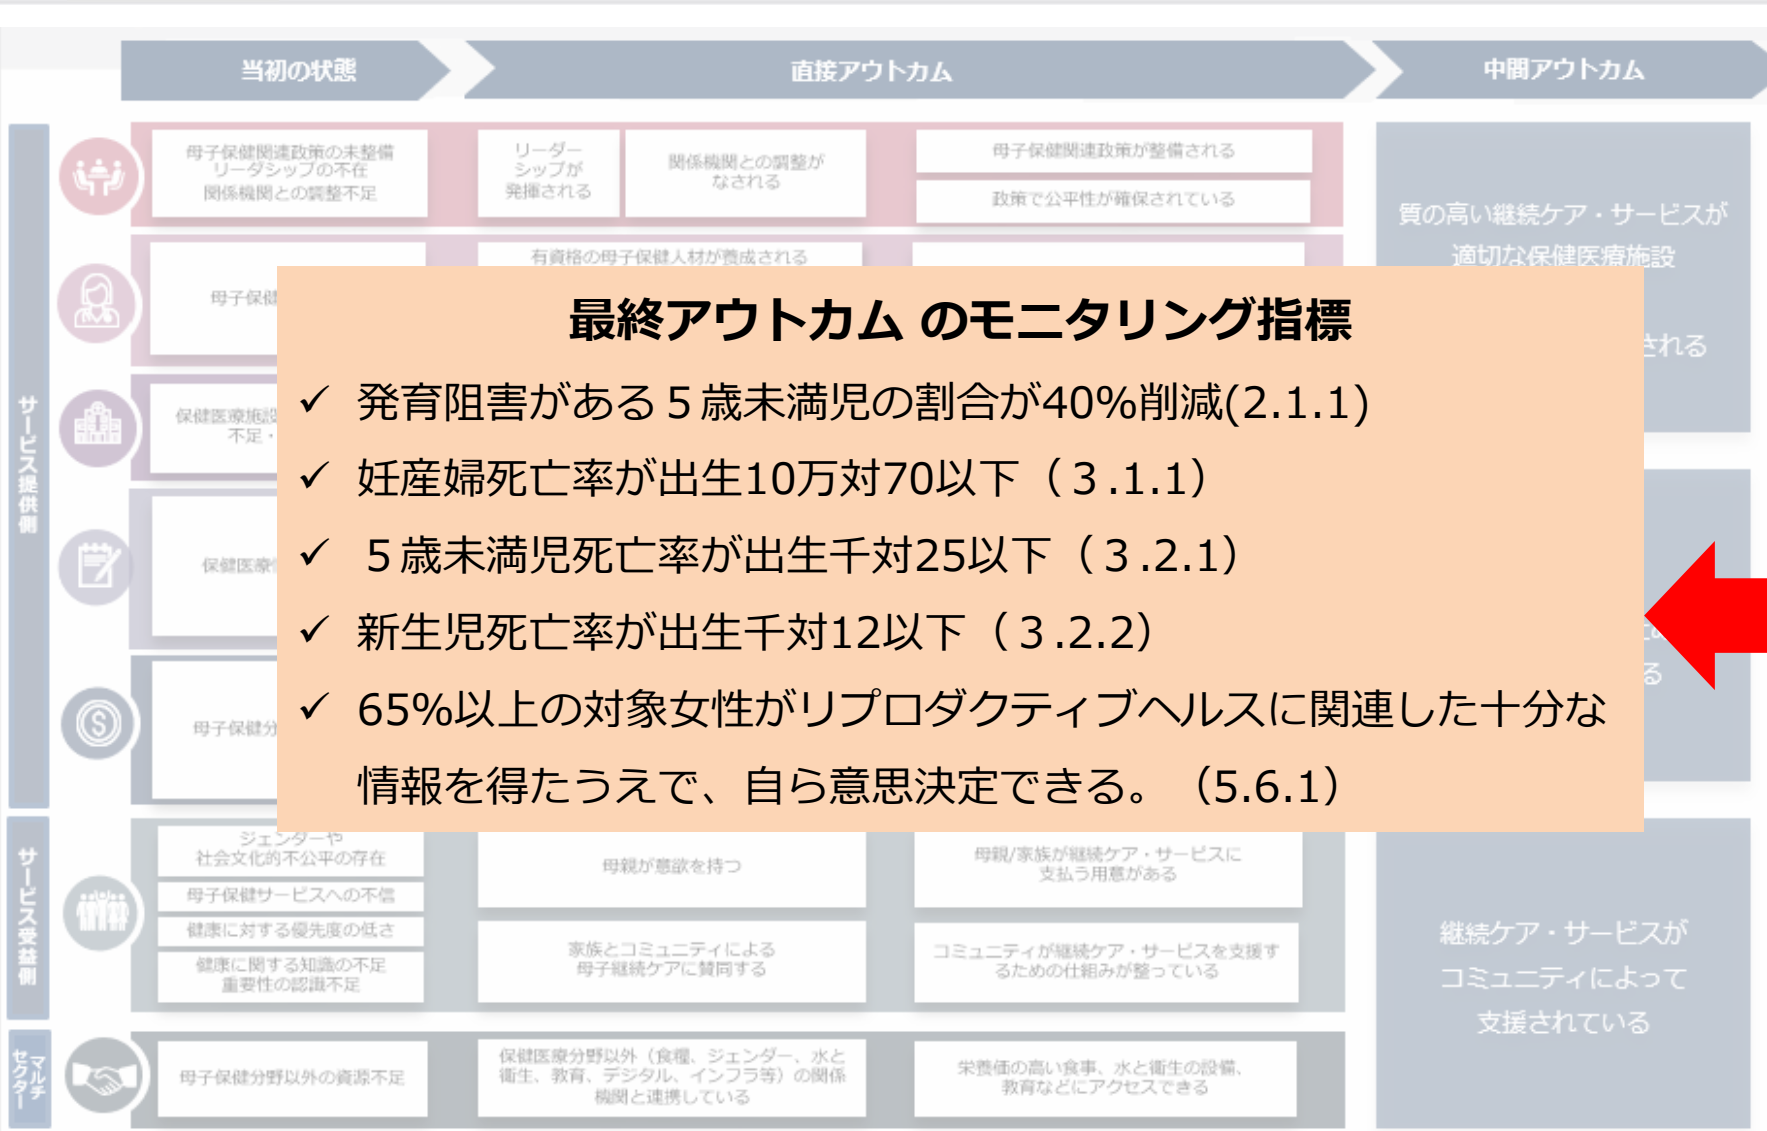 当初の状態
直接アウトカム
中間アウトカム
サービス提供側
母子保健関連政策の未整備
リーダシップの不在
関係機関との調整不足
リーダー
シップが
発揮される
関係機関との調整が
なされる
母子保健関連政策が整備される
政策で公平性が確保されている
質の高い継続ケア・サービスが
適切な保健医療施設
される
母子保健
有資格の母子保健人材が養成される
保健医療施設
不足・
保健医療
母子保健分
る
最終アウトカム のモニタリング指標
✓ 発育阻害がある５歳未満児の割合が40%削減(2.1.1)
✓ 妊産婦死亡率が出生10万対70以下（３.1.1）
✓ ５歳未満児死亡率が出生千対25以下（３.2.1）
✓ 新生児死亡率が出生千対12以下（３.2.2）
✓ 65%以上の対象女性がリプロダクティブヘルスに関連した十分な
情報を得たうえで、自ら意思決定できる。（5.6.1）
サービス受益側
ジェンダーや
社会文化的不公平の存在
母子保健サービスへの不信
健康に対する優先度の低さ
健康に関する知識の不足
重要性の認識不足
母親が意欲を持つ
家族とコミュニティによる
母子継続ケアに賛同する
母親/家族が継続ケア・サービスに
支払う用意がある
コミュニティが継続ケア・サービスを支援す
るための仕組みが整っている
継続ケア・サービスが
コミュニティによって
支援されている
マルチ
セクター
母子保健分野以外の資源不足
保健医療分野以外（食糧、ジェンダー、水と
衛生、教育、デジタル、インフラ等）の関係
機関と連携している
栄養価の高い食事、水と衛生の設備、
教育などにアクセスできる